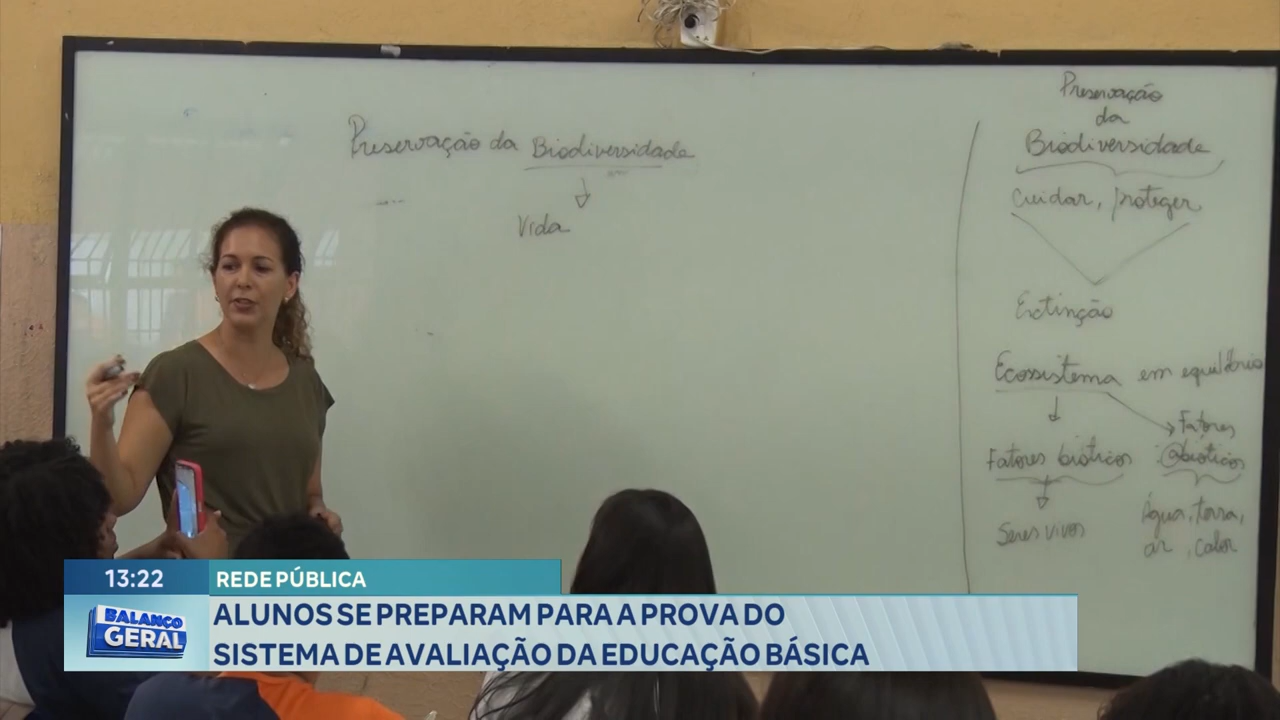 Preservação da Biodiversidade
Vida
Preservação
da
Biodiversidade
Cuidar, proteger
Extinção
Ecossistema em equilíbrio
Fatores bióticos
Seres vivos
Fatores
abióticos
Água, terra,
ar, calor
13:22 REDE PÚBLICA
BALANÇO
GERAL
ALUNOS SE PREPARAM PARA A PROVA DO
SISTEMA DE AVALIAÇÃO DA EDUCAÇÃO BÁSICA